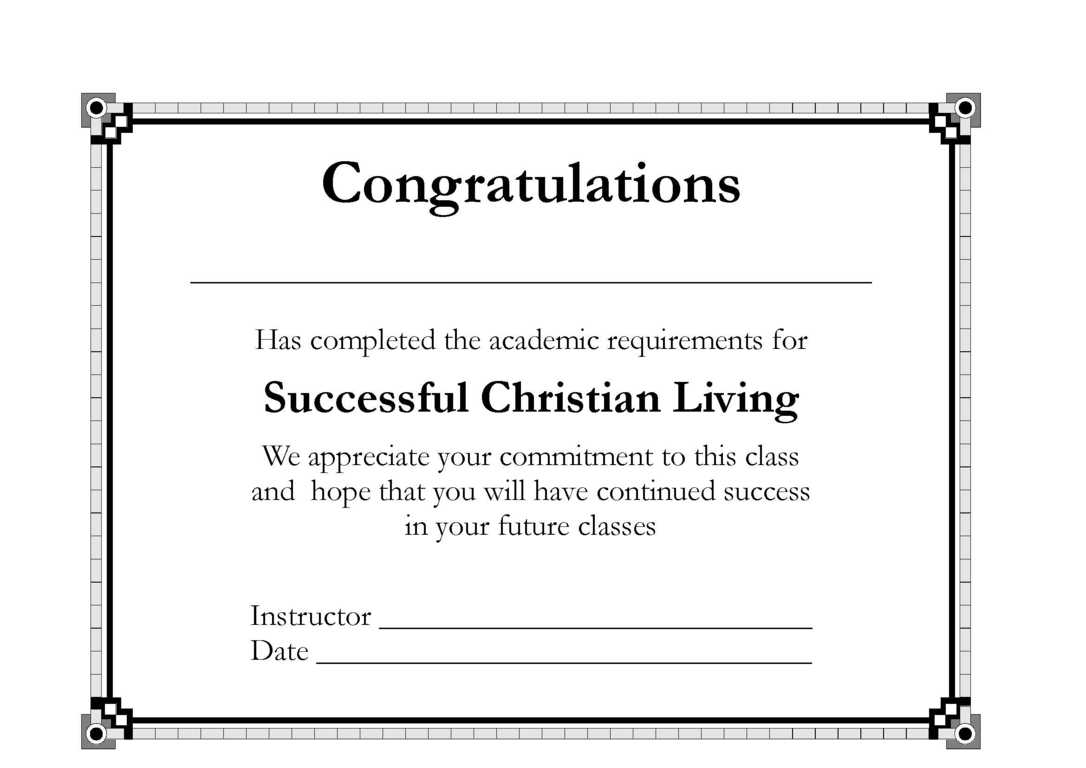 Congratulations
Has completed the academic requirements for
Successful Christian Living
We appreciate your commitment to this class
and  hope that you will have continued success
in your future classes
Instructor
Date